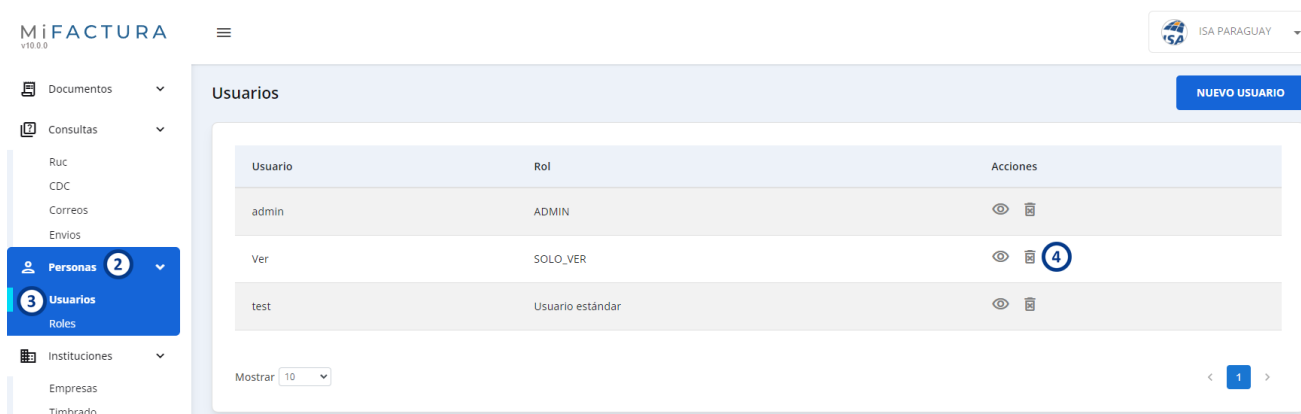 MiFACTURA
v10.0.0
ISA
ISA PARAGUAY
Documentos
Usuarios
NUEVO USUARIO
Consultas
Ruc
CDC
Correos
Envios
Personas 2
3 Usuarios
Roles
Instituciones
Empresas
Timbrado
Usuario Rol Acciones
admin ADMIN
Ver SOLO_VER 4
test Usuario estándar
Mostrar 10
< 1 >